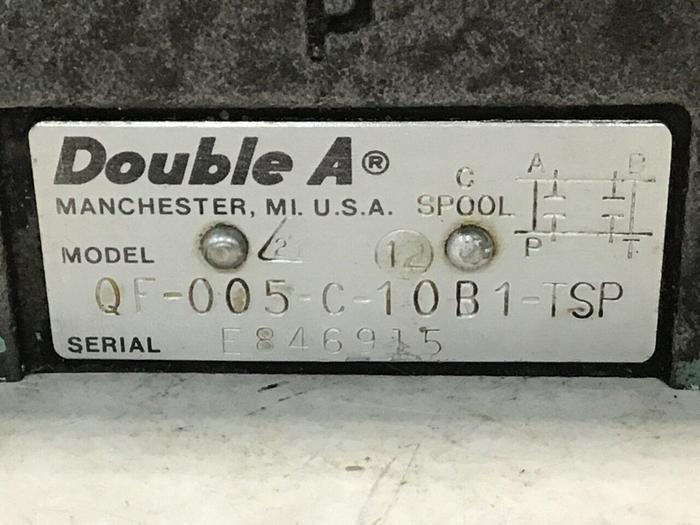 P
Double A®
MANCHESTER, MI. U.S.A.
C
SPOOL
A B
P T
MODEL 12
QF-005-C-10B1-TSP
SERIAL E846915